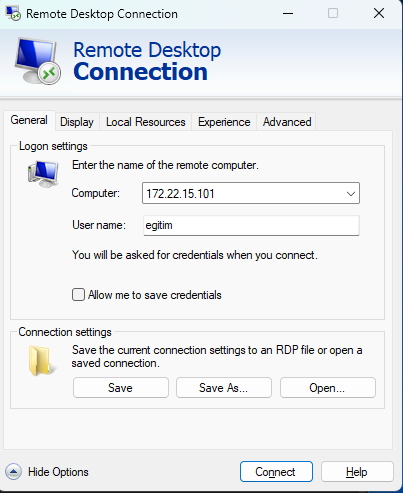 Remote Desktop Connection
Remote Desktop
Connection
General Display Local Resources Experience Advanced
Logon settings
Enter the name of the remote computer.
Computer: 172.22.15.101
User name: egitim
You will be asked for credentials when you connect.
Allow me to save credentials
Connection settings
Save the current connection settings to an RDP file or open a
saved connection.
Save Save As... Open...
Hide Options Connect Help